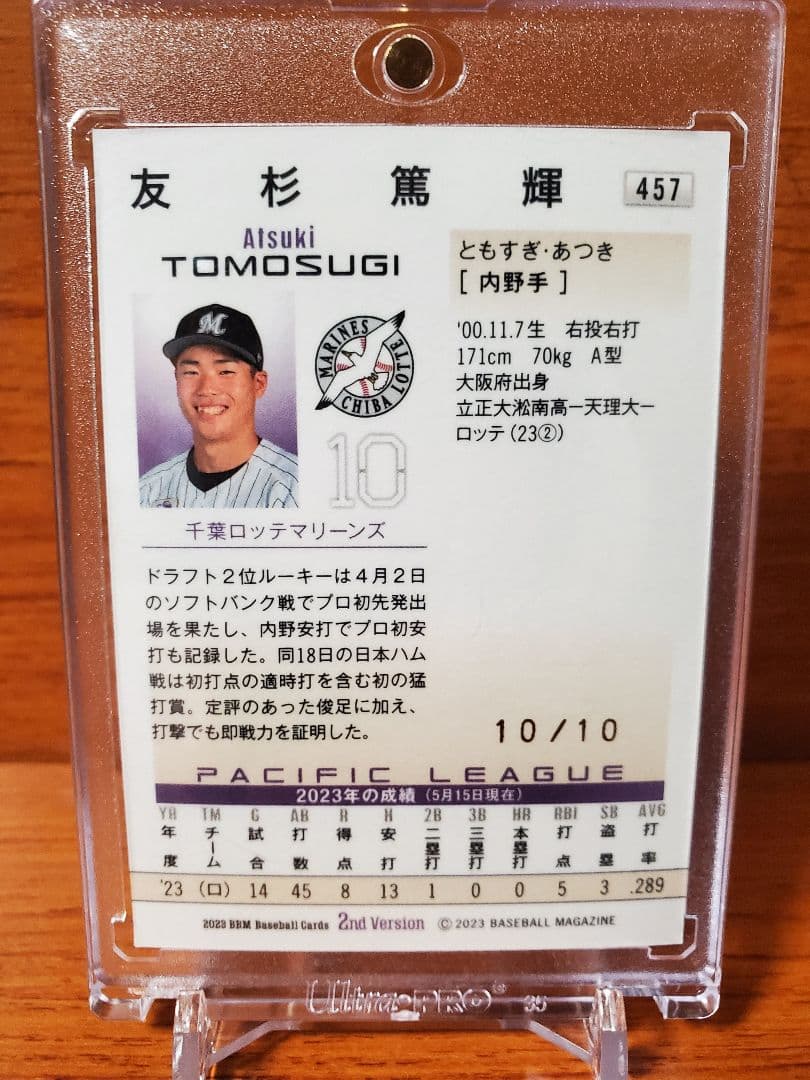 友杉篤輝
457
Atsuki
TOMOSUGI
ともすぎ・あつき
[ 内野手 ]
'00.11.7生 右投右打
171cm 70kg A型
大阪府出身
立正大淞南高ー天理大ー
ロッテ(23②)
M
MARINES
CHIBA LOTTE
10
千葉ロッテマリーンズ
ドラフト2位ルーキーは4月2日
のソフトバンク戦でプロ初先発出
場を果たし、内野安打でプロ初安
打も記録した。同18日の日本ハム
戦は初打点の適時打を含む初の猛
打賞。定評のあった俊足に加え、
打撃でも即戦力を証明した。
10/10
PACIFIC LEAGUE
2023年の成績(5月15日現在)
YR TM G AB R H 2B 3B HR RBI SB AVG
年度 チーム 試合 打数 得点 安打 二塁打 三塁打 本塁打 打点 盗塁 打率
'23 (ロ) 14 45 8 13 1 0 0 5 3 .289
2023 BBM Baseball Cards 2nd Version © 2023 BASEBALL MAGAZINE
Ultra•PRO® 35